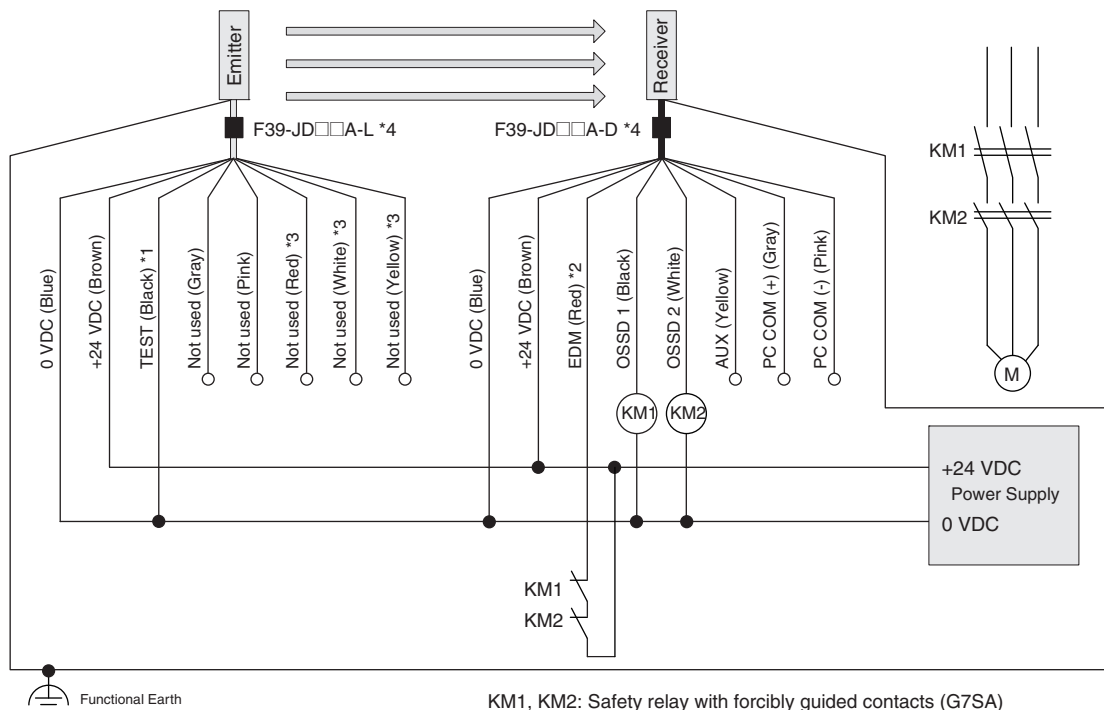 Emitter
Receiver
F39-JD□□A-L *4
F39-JD□□A-D *4
KM1
KM2
M
0 VDC (Blue)
+24 VDC (Brown)
TEST (Black) *1
Not used (Gray)
Not used (Pink)
Not used (Red) *3
Not used (White) *3
Not used (Yellow) *3
0 VDC (Blue)
+24 VDC (Brown)
EDM (Red) *2
OSSD 1 (Black)
OSSD 2 (White)
AUX (Yellow)
PC COM (+) (Gray)
PC COM (-) (Pink)
KM1
KM2
+24 VDC
Power Supply
0 VDC
KM1
KM2
Functional Earth
KM1, KM2: Safety relay with forcibly guided contacts (G7SA)